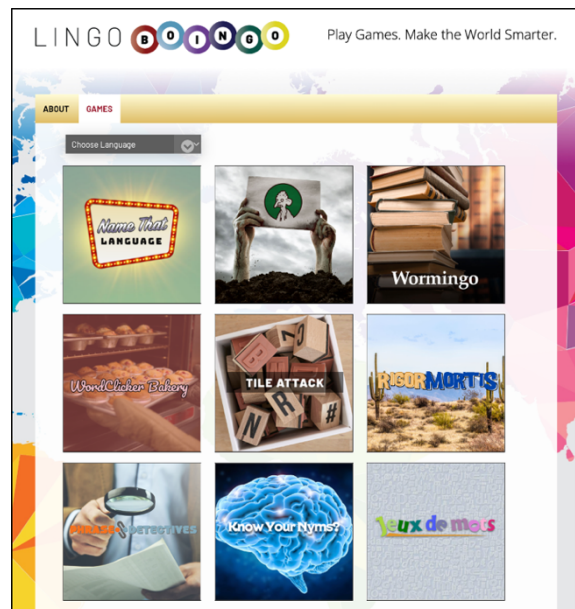 LINGO BOINGO
Play Games. Make the World Smarter.
ABOUT GAMES
Choose Language
Name That
LANGUAGE
Wormingo
WordClicker Bakery
TILE ATTACK
N R #
RIGOR MORTIS
PHRASE DETECTIVES
Know Your Nyms?
Jeux de mots